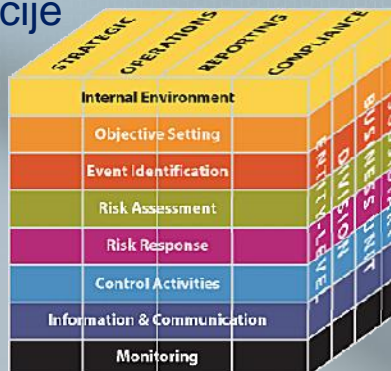 cije
STRATEGIC
OPERATIONS
REPORTING
COMPLIANCE
Internal Environment
Objective Setting
Event Identification
Risk Assessment
Risk Response
Control Activities
Information & Communication
Monitoring
ENTITY-LEVEL
DIVISION
BUSINESS UNIT